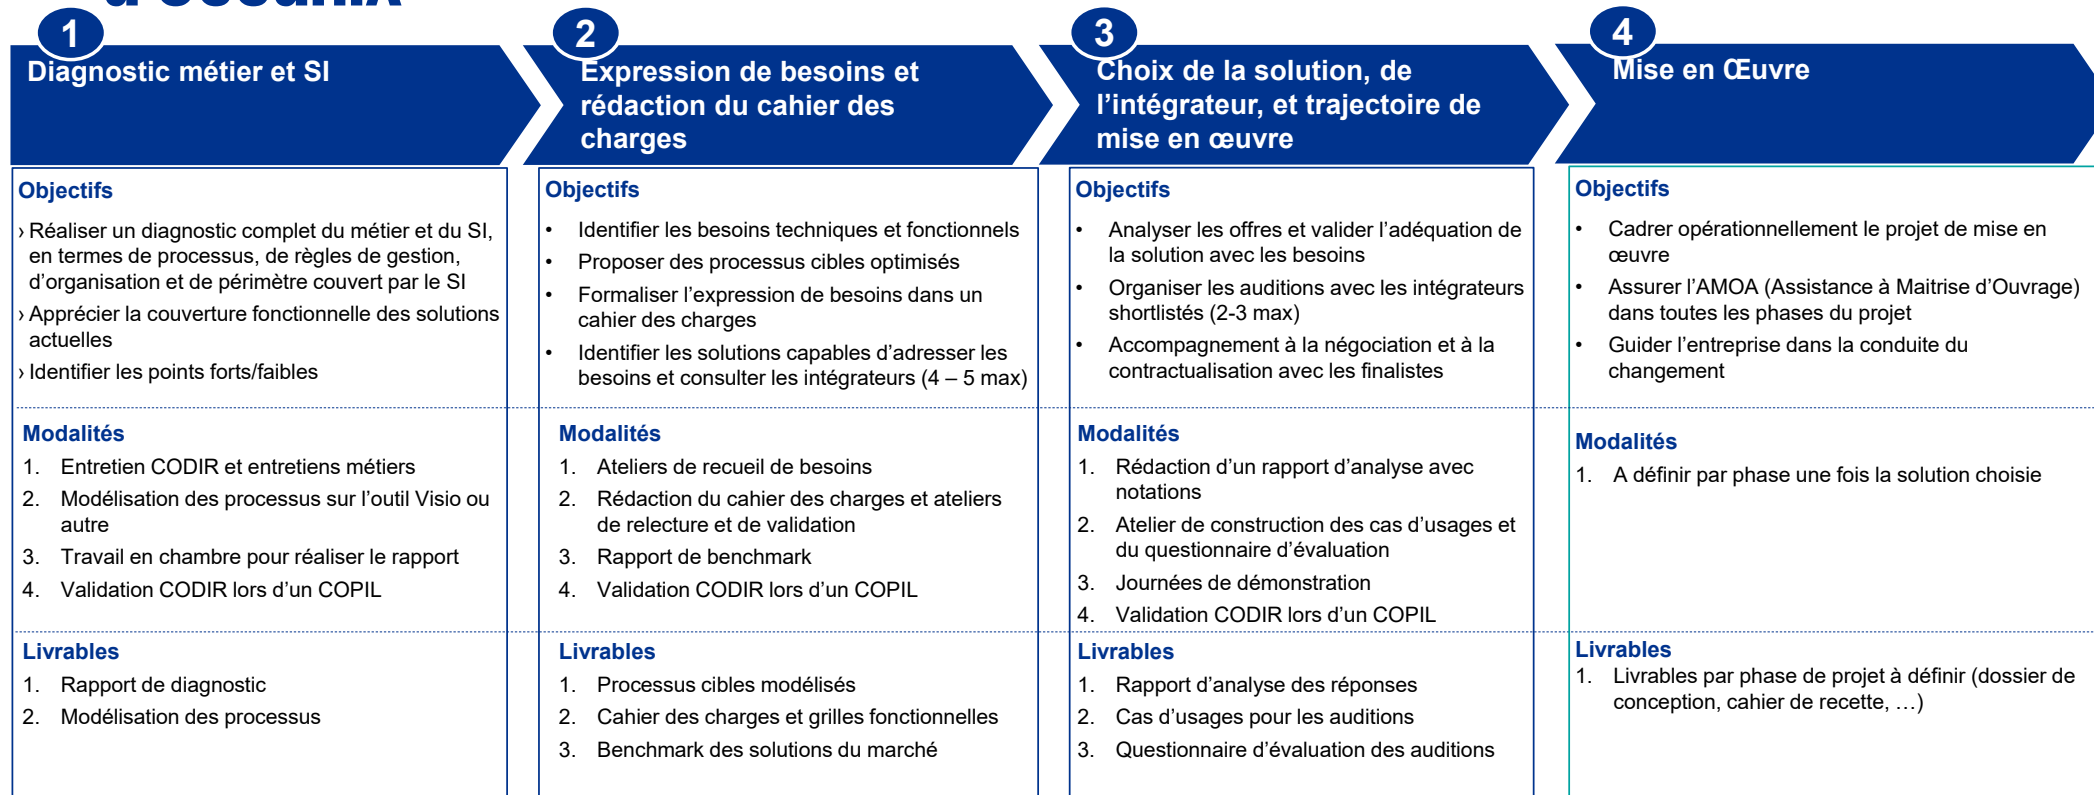 1
Diagnostic métier et SI
Objectifs
› Réaliser un diagnostic complet du métier et du SI,
en termes de processus, de règles de gestion,
d’organisation et de périmètre couvert par le SI
› Apprécier la couverture fonctionnelle des solutions
actuelles
› Identifier les points forts/faibles
Modalités
1. Entretien CODIR et entretiens métiers
2. Modélisation des processus sur l’outil Visio ou
autre
3. Travail en chambre pour réaliser le rapport
4. Validation CODIR lors d’un COPIL
Livrables
1. Rapport de diagnostic
2. Modélisation des processus
2
Expression de besoins et
rédaction du cahier des
charges
Objectifs
• Identifier les besoins techniques et fonctionnels
• Proposer des processus cibles optimisés
• Formaliser l’expression de besoins dans un
cahier des charges
• Identifier les solutions capables d’adresser les
besoins et consulter les intégrateurs (4 – 5 max)
Modalités
1. Ateliers de recueil de besoins
2. Rédaction du cahier des charges et ateliers
de relecture et de validation
3. Rapport de benchmark
4. Validation CODIR lors d’un COPIL
Livrables
1. Processus cibles modélisés
2. Cahier des charges et grilles fonctionnelles
3. Benchmark des solutions du marché
3
Choix de la solution, de
l’intégrateur, et trajectoire de
mise en œuvre
Objectifs
• Analyser les offres et valider l’adéquation de
la solution avec les besoins
• Organiser les auditions avec les intégrateurs
shortlistés (2-3 max)
• Accompagnement à la négociation et à la
contractualisation avec les finalistes
Modalités
1. Rédaction d’un rapport d’analyse avec
notations
2. Atelier de construction des cas d’usages et
du questionnaire d’évaluation
3. Journées de démonstration
4. Validation CODIR lors d’un COPIL
Livrables
1. Rapport d’analyse des réponses
2. Cas d’usages pour les auditions
3. Questionnaire d’évaluation des auditions
4
Mise en Œuvre
Objectifs
• Cadrer opérationnellement le projet de mise en
œuvre
• Assurer l’AMOA (Assistance à Maitrise d’Ouvrage)
dans toutes les phases du projet
• Guider l’entreprise dans la conduite du
changement
Modalités
1. A définir par phase une fois la solution choisie
Livrables
1. Livrables par phase de projet à définir (dossier de
conception, cahier de recette, …)